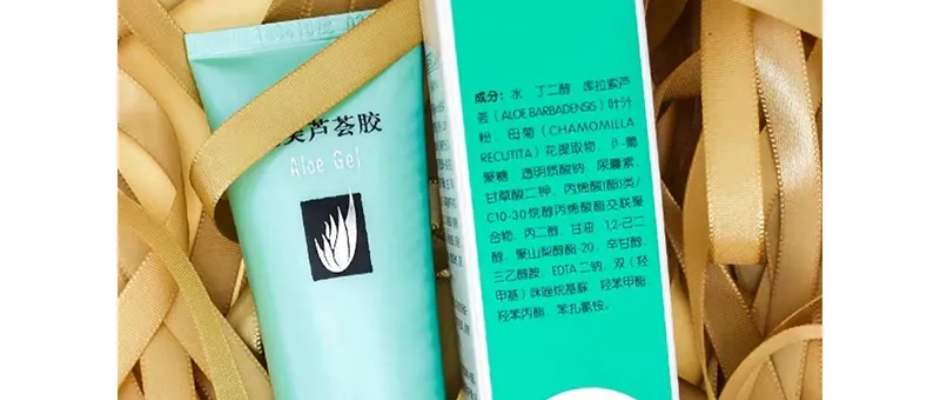 芦荟胶
Aloe Gel
成分：水、丁二醇、库拉索芦
荟（ALOE BARBADENSIS）叶汁
粉、母菊（CHAMOMILLA
RECUTITA）花提取物、β-葡
聚糖、透明质酸钠、尿囊素、
甘草酸二钾、丙烯酸(酯)类/
C10-30烷醇丙烯酸酯交联聚
合物、丙二醇、甘油、1,2-己二
醇、聚山梨醇酯-20、辛甘醇、
三乙醇胺、EDTA二钠、双（羟
甲基）咪唑烷基脲、羟苯甲酯、
羟苯丙酯、苯扎氯铵。